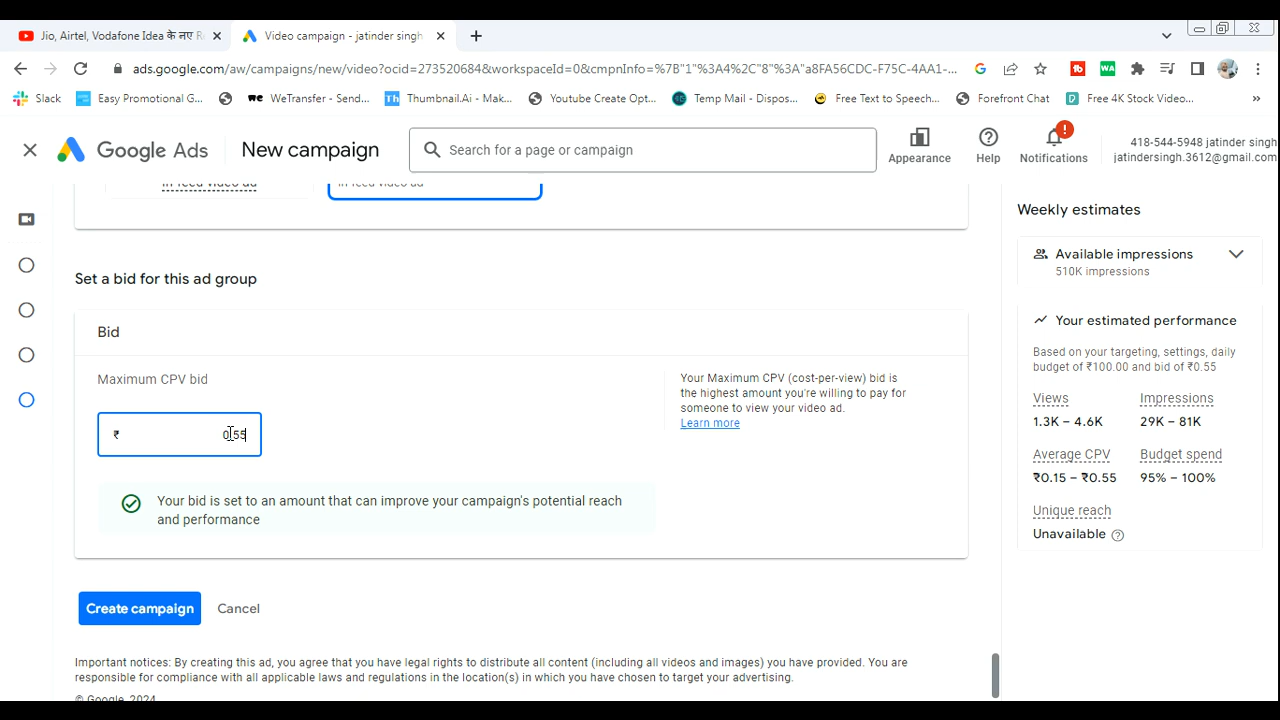 Jio, Airtel, Vodafone Idea के नए R
Video campaign - jatinder singh
ads.google.com/aw/campaigns/new/video?ocid=273520684&workspaceId=0&cmpnInfo=%7B"1"%3A4%2C"8"%3A"a8FA56CDC-F75C-4AA1-...
Slack
Easy Promotional G...
WeTransfer - Send...
Thumbnail.Ai - Mak...
Youtube Create Opt...
Temp Mail - Dispos...
Free Text to Speech...
Forefront Chat
Free 4K Stock Video...
Google Ads
New campaign
Search for a page or campaign
Appearance
Help
Notifications
418-544-5948 jatinder singh
jatindersingh.3612@gmail.com
In-feed video ad
In-feed video ad
Weekly estimates
Available impressions
510K impressions
Set a bid for this ad group
Your estimated performance
Based on your targeting, settings, daily
budget of ₹100.00 and bid of ₹0.55
Bid
Maximum CPV bid
₹ 0.55
Your Maximum CPV (cost-per-view) bid is
the highest amount you're willing to pay for
someone to view your video ad.
Learn more
Views
Impressions
1.3K – 4.6K
29K – 81K
Average CPV
Budget spend
₹0.15 – ₹0.55
95% – 100%
Unique reach
Unavailable
Your bid is set to an amount that can improve your campaign's potential reach
and performance
Create campaign
Cancel
Important notices: By creating this ad, you agree that you have legal rights to distribute all content (including all videos and images) you have provided. You are
responsible for compliance with all applicable laws and regulations in the location(s) in which you have chosen to target your advertising.
© Google, 2024